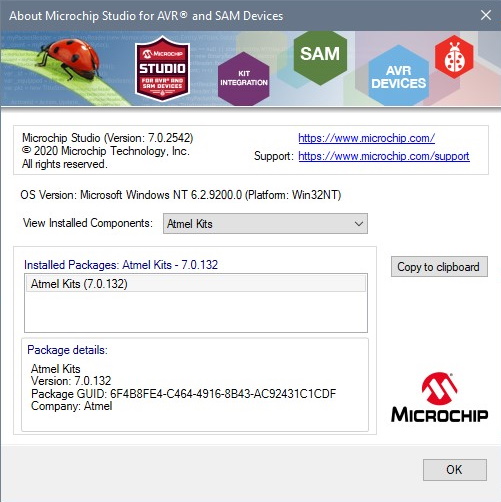 About Microchip Studio for AVR® and SAM Devices
MICROCHIP
STUDIO
FOR AVR® AND
SAM DEVICES
KIT
INTEGRATION
SAM
AVR
DEVICES
Microchip Studio (Version: 7.0.2542)
© 2020 Microchip Technology, Inc.
All rights reserved.
https://www.microchip.com/
Support: https://www.microchip.com/support
OS Version: Microsoft Windows NT 6.2.9200.0 (Platform: Win32NT)
View Installed Components: Atmel Kits
Installed Packages: Atmel Kits - 7.0.132
Copy to clipboard
Atmel Kits (7.0.132)
Package details:
Atmel Kits
Version: 7.0.132
Package GUID: 6F4B8FE4-C464-4916-8B43-AC92431C1CDF
Company: Atmel
MICROCHIP
OK